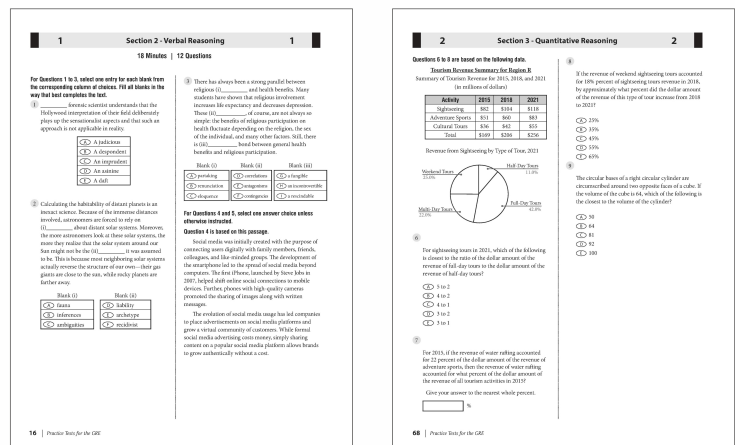 1
Section 2 - Verbal Reasoning
1
18 Minutes | 12 Questions
For Questions 1 to 3, select one entry for each blank from
the corresponding column of choices. Fill all blanks in the
way that best completes the text.
1
________ forensic scientist understands that the
Hollywood interpretation of their field deliberately
plays up the sensationalist aspects and that such an
approach is not applicable in reality.
A A judicious
B A despondent
C An imprudent
D An asinine
E A daft
2
Calculating the habitability of distant planets is an
inexact science. Because of the immense distances
involved, astronomers are forced to rely on
(i)________ about distant solar systems. Moreover,
the more astronomers look at these solar systems, the
more they realize that the solar system around our
Sun might not be the (ii)________ it was assumed
to be. This is because most neighboring solar systems
actually reverse the structure of our own—their gas
giants are close to the sun, while rocky planets are
farther away.
Blank (i) Blank (ii)
A fauna D liability
B inferences E archetype
C ambiguities F recidivist
3
There has always been a strong parallel between
religious (i)________ and health benefits. Many
students have shown that religious involvement
increases life expectancy and decreases depression.
These (ii)________, of course, are not always so
simple: the benefits of religious participation on
health fluctuate depending on the religion, the sex
of the individual, and many other factors. Still, there
is (iii)________ bond between general health
benefits and religious participation.
Blank (i) Blank (ii) Blank (iii)
A partaking D correlations G a fungible
B renunciation E antagonisms H an incontrovertible
C eloquence F contingencies I a rescindable
For Questions 4 and 5, select one answer choice unless
otherwise instructed.
Question 4 is based on this passage.
Social media was initially created with the purpose of
connecting users digitally with family members, friends,
colleagues, and like-minded groups. The development of
the smartphone led to the spread of social media beyond
computers. The first iPhone, launched by Steve Jobs in
2007, helped shift online social connections to mobile
devices. Further, phones with high-quality cameras
promoted the sharing of images along with written
messages.
The evolution of social media usage has led companies
to place advertisements on social media platforms and
grow a virtual community of customers. While formal
social media advertising costs money, simply sharing
content on a popular social media platform allows brands
to grow authentically without a cost.
16 | Practice Tests for the GRE
2
Section 3 - Quantitative Reasoning
2
Questions 6 to 8 are based on the following data.
Tourism Revenue Summary for Region R
Summary of Tourism Revenue for 2015, 2018, and 2021
(in millions of dollars)
Activity 2015 2018 2021
Sightseeing $82 $104 $118
Adventure Sports $51 $60 $83
Cultural Tours $36 $42 $55
Total $169 $206 $256
Revenue from Sightseeing by Type of Tour, 2021
Half-Day Tours
11.0%
Weekend Tours
25.0%
Full-Day Tours
42.0%
Multi-Day Tours
22.0%
6
For sightseeing tours in 2021, which of the following
is closest to the ratio of the dollar amount of the
revenue of full-day tours to the dollar amount of the
revenue of half-day tours?
A 5 to 2
B 4 to 2
C 4 to 1
D 3 to 2
E 3 to 1
7
For 2015, if the revenue of water rafting accounted
for 22 percent of the dollar amount of the revenue of
adventure sports, then the revenue of water rafting
accounted for what percent of the dollar amount of
the revenue of all tourism activities in 2015?
Give your answer to the nearest whole percent.
%
8
If the revenue of weekend sightseeing tours accounted
for 18% percent of sightseeing tours revenue in 2018,
by approximately what percent did the dollar amount
of the revenue of this type of tour increase from 2018
to 2021?
A 25%
B 35%
C 45%
D 55%
E 65%
9
The circular bases of a right circular cylinder are
circumscribed around two opposite faces of a cube. If
the volume of the cube is 64, which of the following is
the closest to the volume of the cylinder?
A 50
B 64
C 81
D 92
E 100
68 | Practice Tests for the GRE